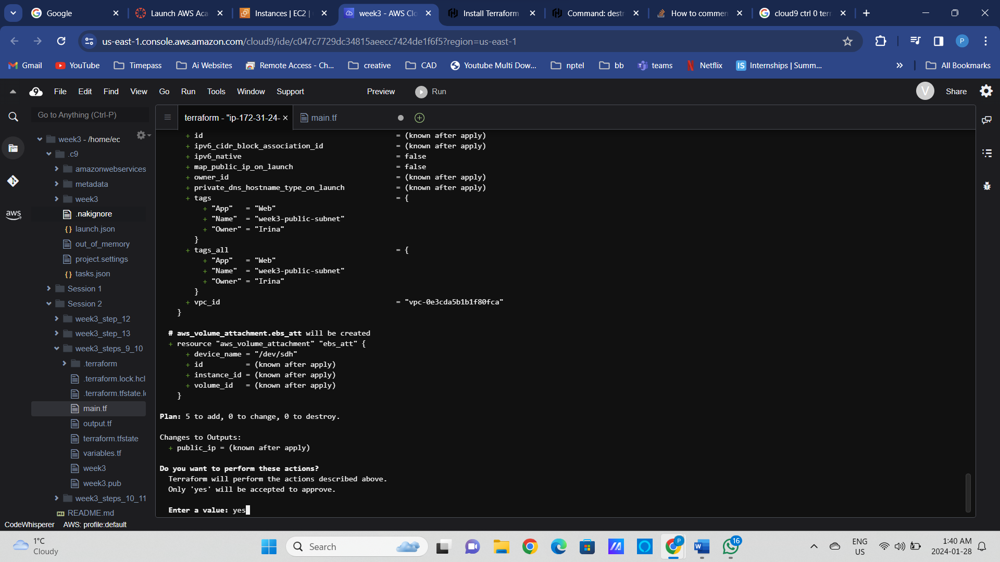 Google
Launch AWS Aca
Instances | EC2 |
week3 - AWS Clo
Install Terraform
Command: destr
How to commen
cloud9 ctrl 0 terr
us-east-1.console.aws.amazon.com/cloud9/ide/c047c7729dc34815aeecc7424de1f6f5?region=us-east-1
P
Gmail
YouTube
Timepass
Ai Websites
Remote Access - Ch...
creative
CAD
Youtube Multi Dow...
nptel
bb
teams
Netflix
IS Internships | Summ...
All Bookmarks
9 File Edit Find View Go Run Tools Window Support Preview Run
V Share
Go to Anything (Ctrl-P)
week3 - /home/ec
.c9
amazonwebservices
metadata
week3
.nakignore
launch.json
out_of_memory
project.settings
tasks.json
Session 1
Session 2
week3_step_12
week3_step_13
week3_steps_9_10
.terraform
.terraform.lock.hcl
.terraform.tfstate.lo
main.tf
output.tf
terraform.tfstate
variables.tf
week3
week3.pub
week3_steps_10_11
README.md
aws
terraform - "ip-172-31-24-
main.tf
+ id = (known after apply)
+ ipv6_cidr_block_association_id = (known after apply)
+ ipv6_native = false
+ map_public_ip_on_launch = false
+ owner_id = (known after apply)
+ private_dns_hostname_type_on_launch = (known after apply)
+ tags = {
+ "App" = "Web"
+ "Name" = "week3-public-subnet"
+ "Owner" = "Irina"
}
+ tags_all = {
+ "App" = "Web"
+ "Name" = "week3-public-subnet"
+ "Owner" = "Irina"
}
+ vpc_id = "vpc-0e3cda5b1b1f80fca"
}
# aws_volume_attachment.ebs_att will be created
+ resource "aws_volume_attachment" "ebs_att" {
+ device_name = "/dev/sdh"
+ id = (known after apply)
+ instance_id = (known after apply)
+ volume_id = (known after apply)
}
Plan: 5 to add, 0 to change, 0 to destroy.
Changes to Outputs:
+ public_ip = (known after apply)
Do you want to perform these actions?
Terraform will perform the actions described above.
Only 'yes' will be accepted to approve.
Enter a value: yes
CodeWhisperer AWS: profile:default
1°C
Cloudy
Search
P
W
16
ENG
US
1:40 AM
2024-01-28